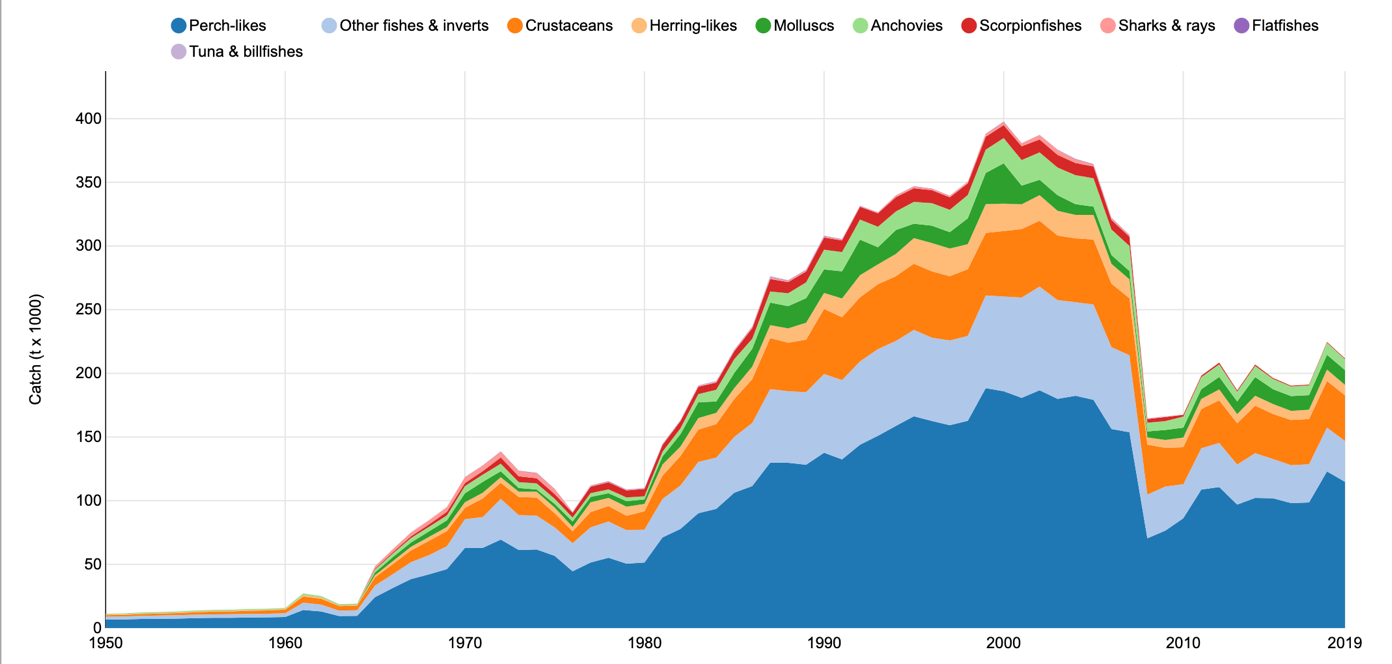 Perch-likes Other fishes & inverts Crustaceans Herring-likes Molluscs Anchovies Scorpionfishes Sharks & rays Flatfishes
Tuna & billfishes
400
350
300
250
200
150
100
50
0
Catch (t x 1000)
1950 1960 1970 1980 1990 2000 2010 2019